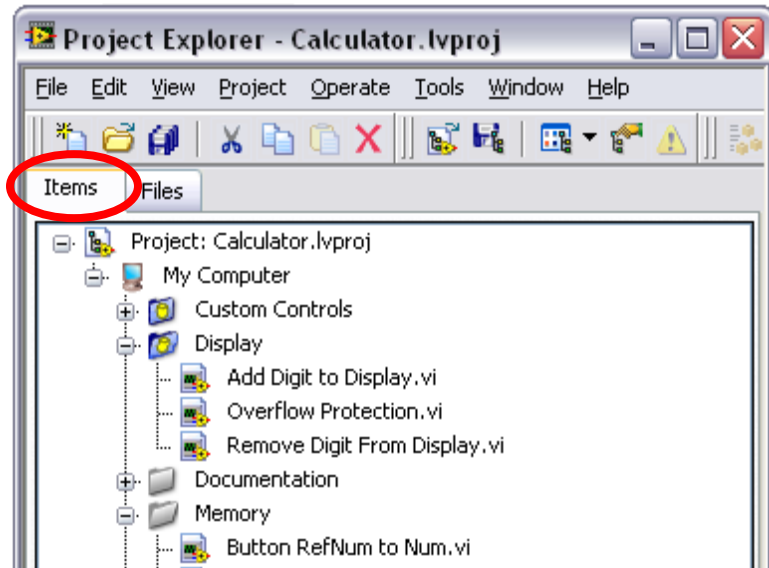 Project Explorer - Calculator.lvproj
File Edit View Project Operate Tools Window Help
Items Files
Project: Calculator.lvproj
My Computer
Custom Controls
Display
Add Digit to Display.vi
Overflow Protection.vi
Remove Digit From Display.vi
Documentation
Memory
Button RefNum to Num.vi